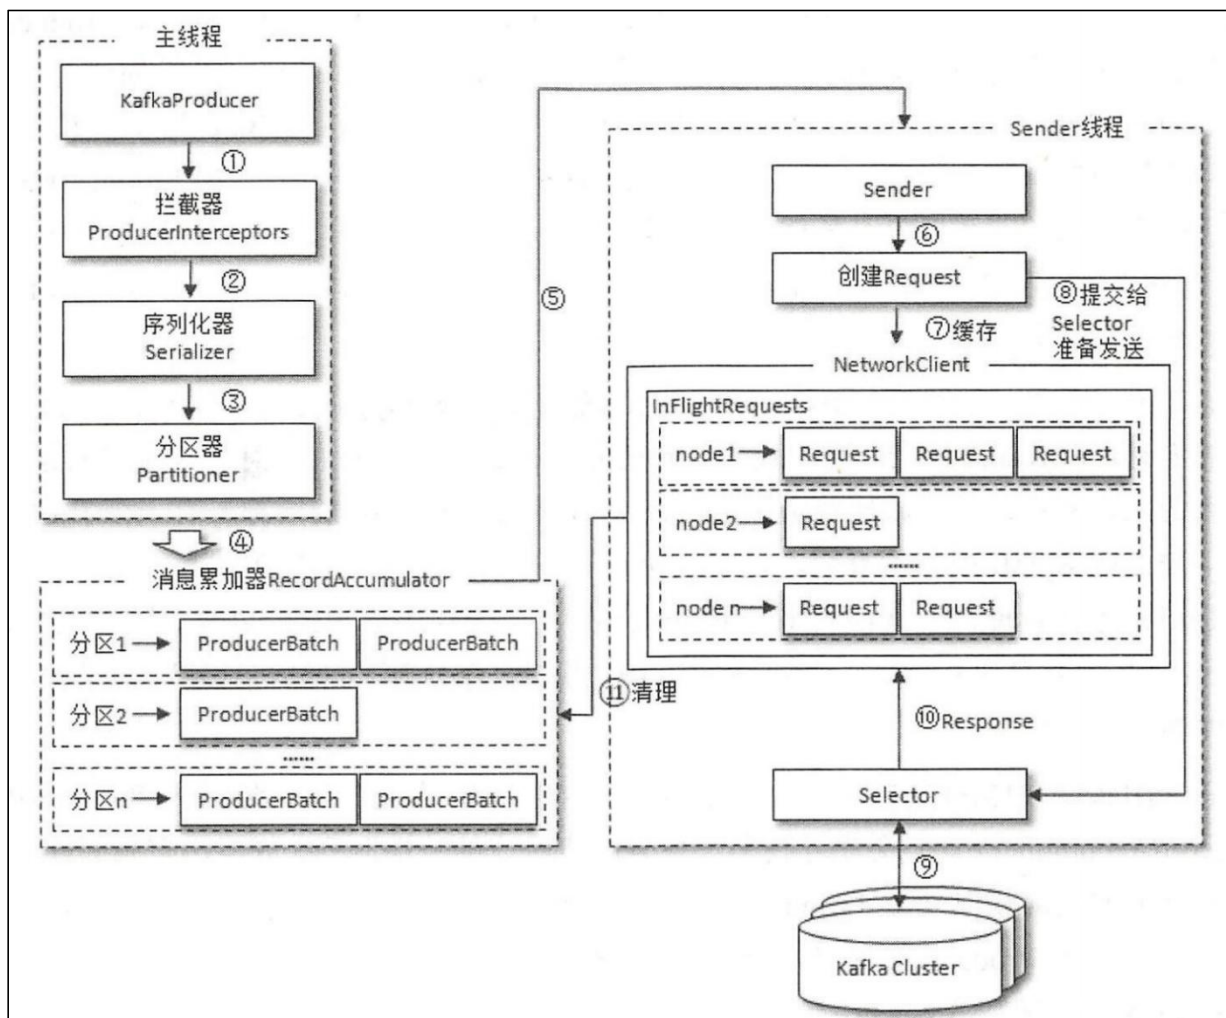 主线程
KafkaProducer
①
拦截器
ProducerInterceptors
②
序列化器
Serializer
③
分区器
Partitioner
④
消息累加器RecordAccumulator
分区1
ProducerBatch
ProducerBatch
分区2
ProducerBatch
......
分区n
ProducerBatch
ProducerBatch
⑤
Sender线程
Sender
⑥
创建Request
⑦缓存
⑧提交给
Selector
准备发送
NetworkClient
InFlightRequests
node1
Request
Request
Request
node2
Request
......
node n
Request
Request
⑪清理
⑩Response
Selector
⑨
Kafka Cluster